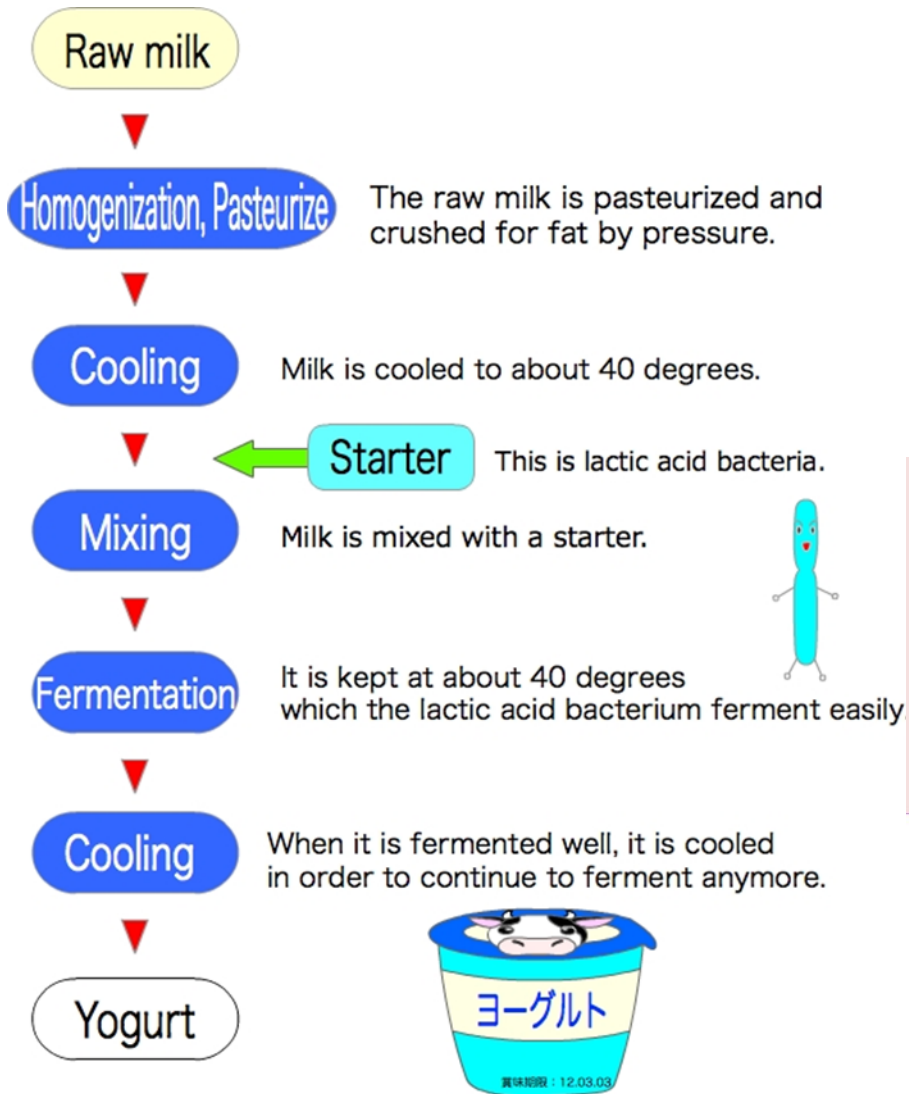 Raw milk
Homogenization, Pasteurize
The raw milk is pasteurized and
crushed for fat by pressure.
Cooling
Milk is cooled to about 40 degrees.
Starter
This is lactic acid bacteria.
Mixing
Milk is mixed with a starter.
Fermentation
It is kept at about 40 degrees
which the lactic acid bacterium ferment easily.
Cooling
When it is fermented well, it is cooled
in order to continue to ferment anymore.
Yogurt
ヨーグルト
賞味期限：12.03.03